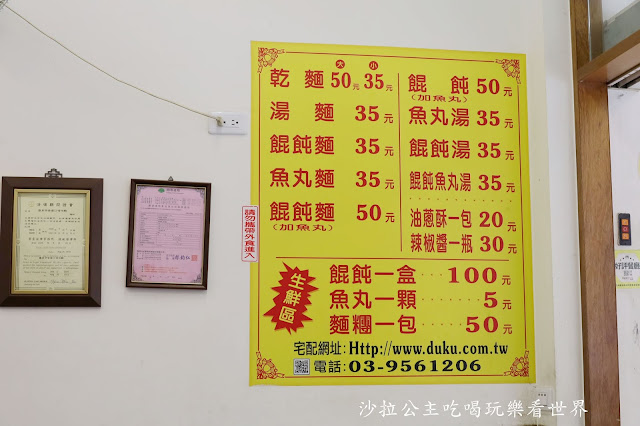 大 小
乾麵 50元 35元
湯麵 35元
餛飩麵 35元
魚丸麵 35元
餛飩麵 50元
(加魚丸)
餛飩 50元
(加魚丸)
魚丸湯 35元
餛飩湯 35元
餛飩魚丸湯 35元
油蔥酥一包 20元
辣椒醬一瓶 30元
請勿攜帶外食進入
生鮮區
餛飩一盒 100元
魚丸一顆 5元
麵糰一包 50元
宅配網址:Http://www.duku.com.tw
電話:03-9561206
好評餐廳
沙拉公主吃喝玩樂看世界